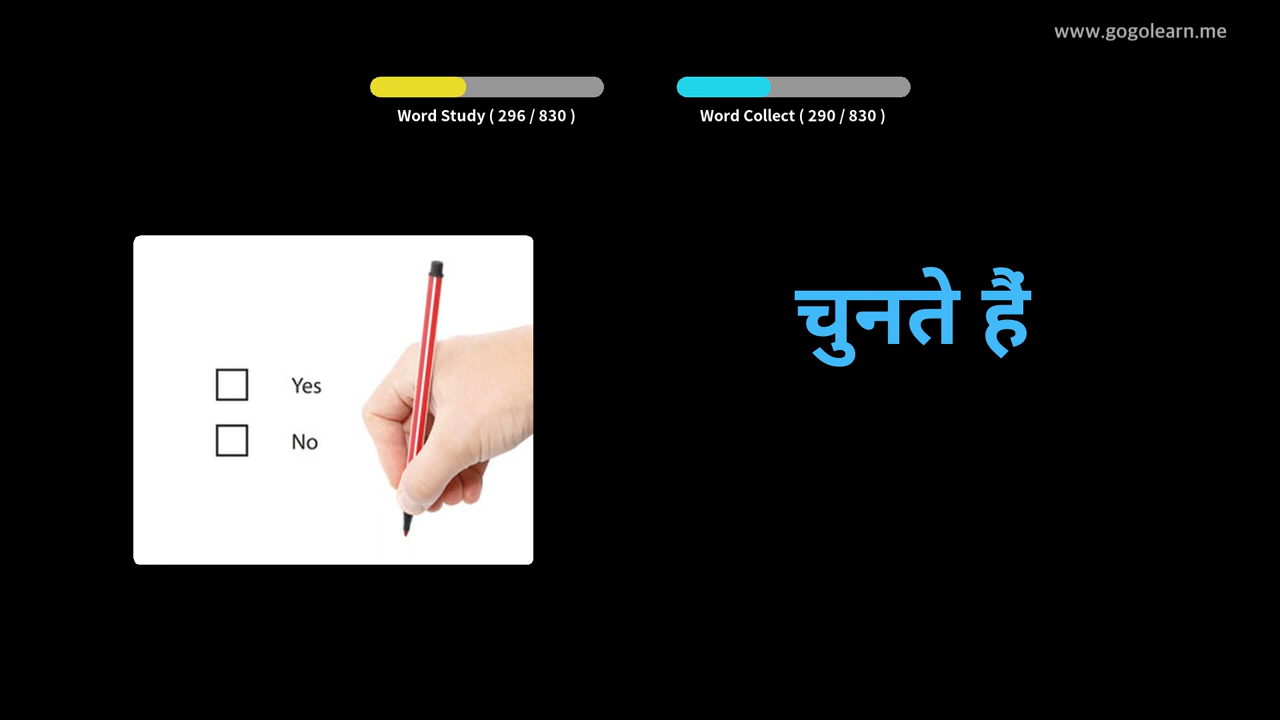 www.gogolearn.me
Word Study ( 296 / 830 )
Word Collect ( 290 / 830 )
चुनते हैं
Yes
No